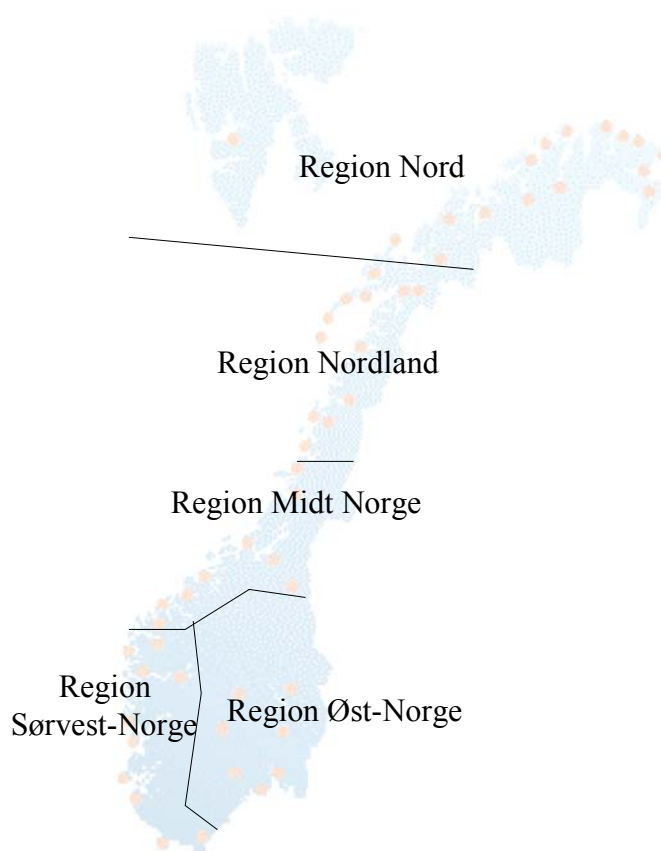 Region Nord
Region Nordland
Region Midt Norge
Region
Sørvest-Norge
Region Øst-Norge